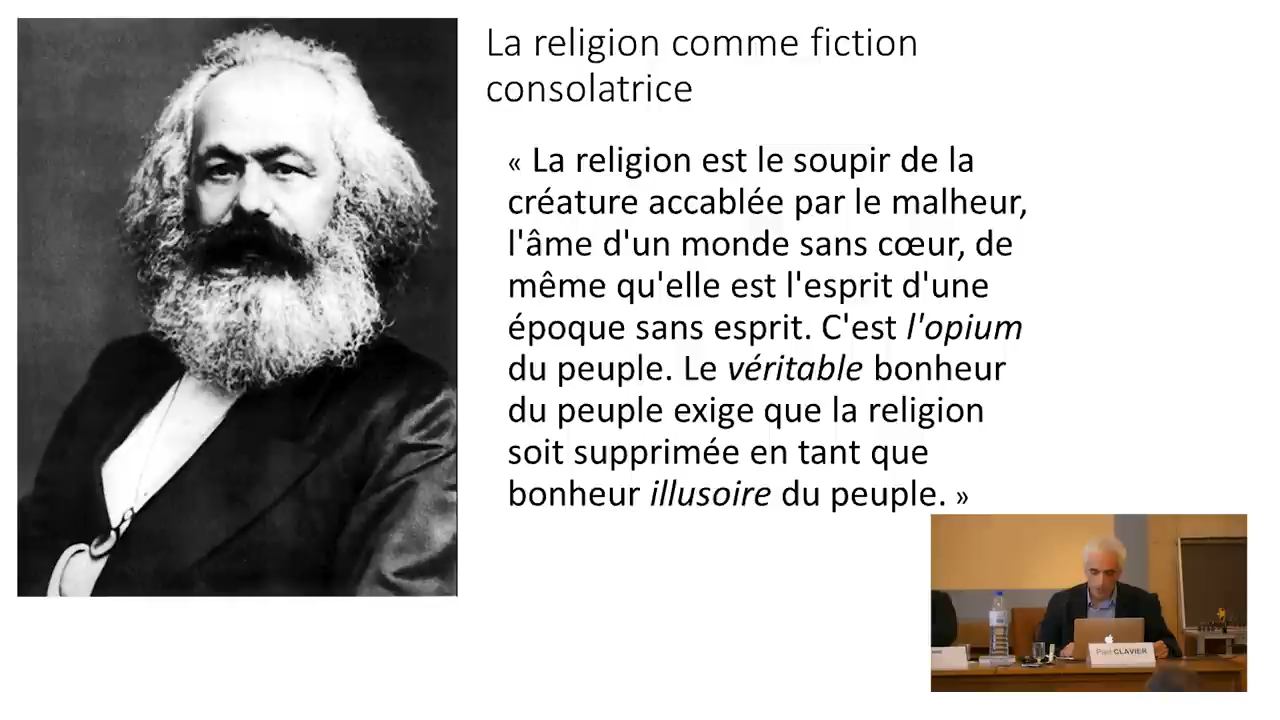 La religion comme fiction
consolatrice
« La religion est le soupir de la
créature accablée par le malheur,
l'âme d'un monde sans cœur, de
même qu'elle est l'esprit d'une
époque sans esprit. C'est l'opium
du peuple. Le véritable bonheur
du peuple exige que la religion
soit supprimée en tant que
bonheur illusoire du peuple. »
Paul CLAVIER